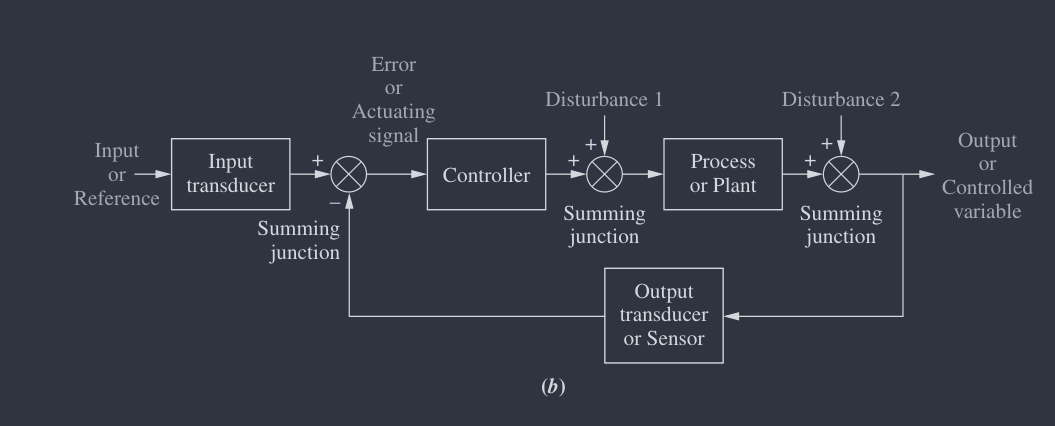 Error
or
Actuating
signal
Disturbance 1
Disturbance 2
Input
or
Reference
Input
transducer
+
−
Summing
junction
Controller
+
+
Summing
junction
Process
or Plant
+
+
Summing
junction
Output
or
Controlled
variable
Output
transducer
or Sensor
(b)